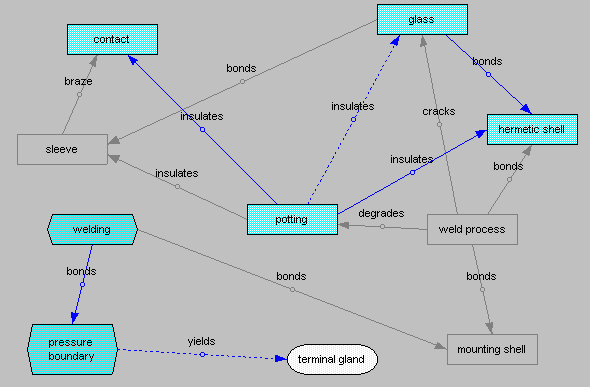 glass
contact
bonds
bonds
braze
insulates
insulates
cracks
hermetic shell
sleeve
insulates
bonds
insulates
degrades
potting
weld process
welding
bonds
bonds
bonds
pressure
boundary
yields
terminal gland
mounting shell